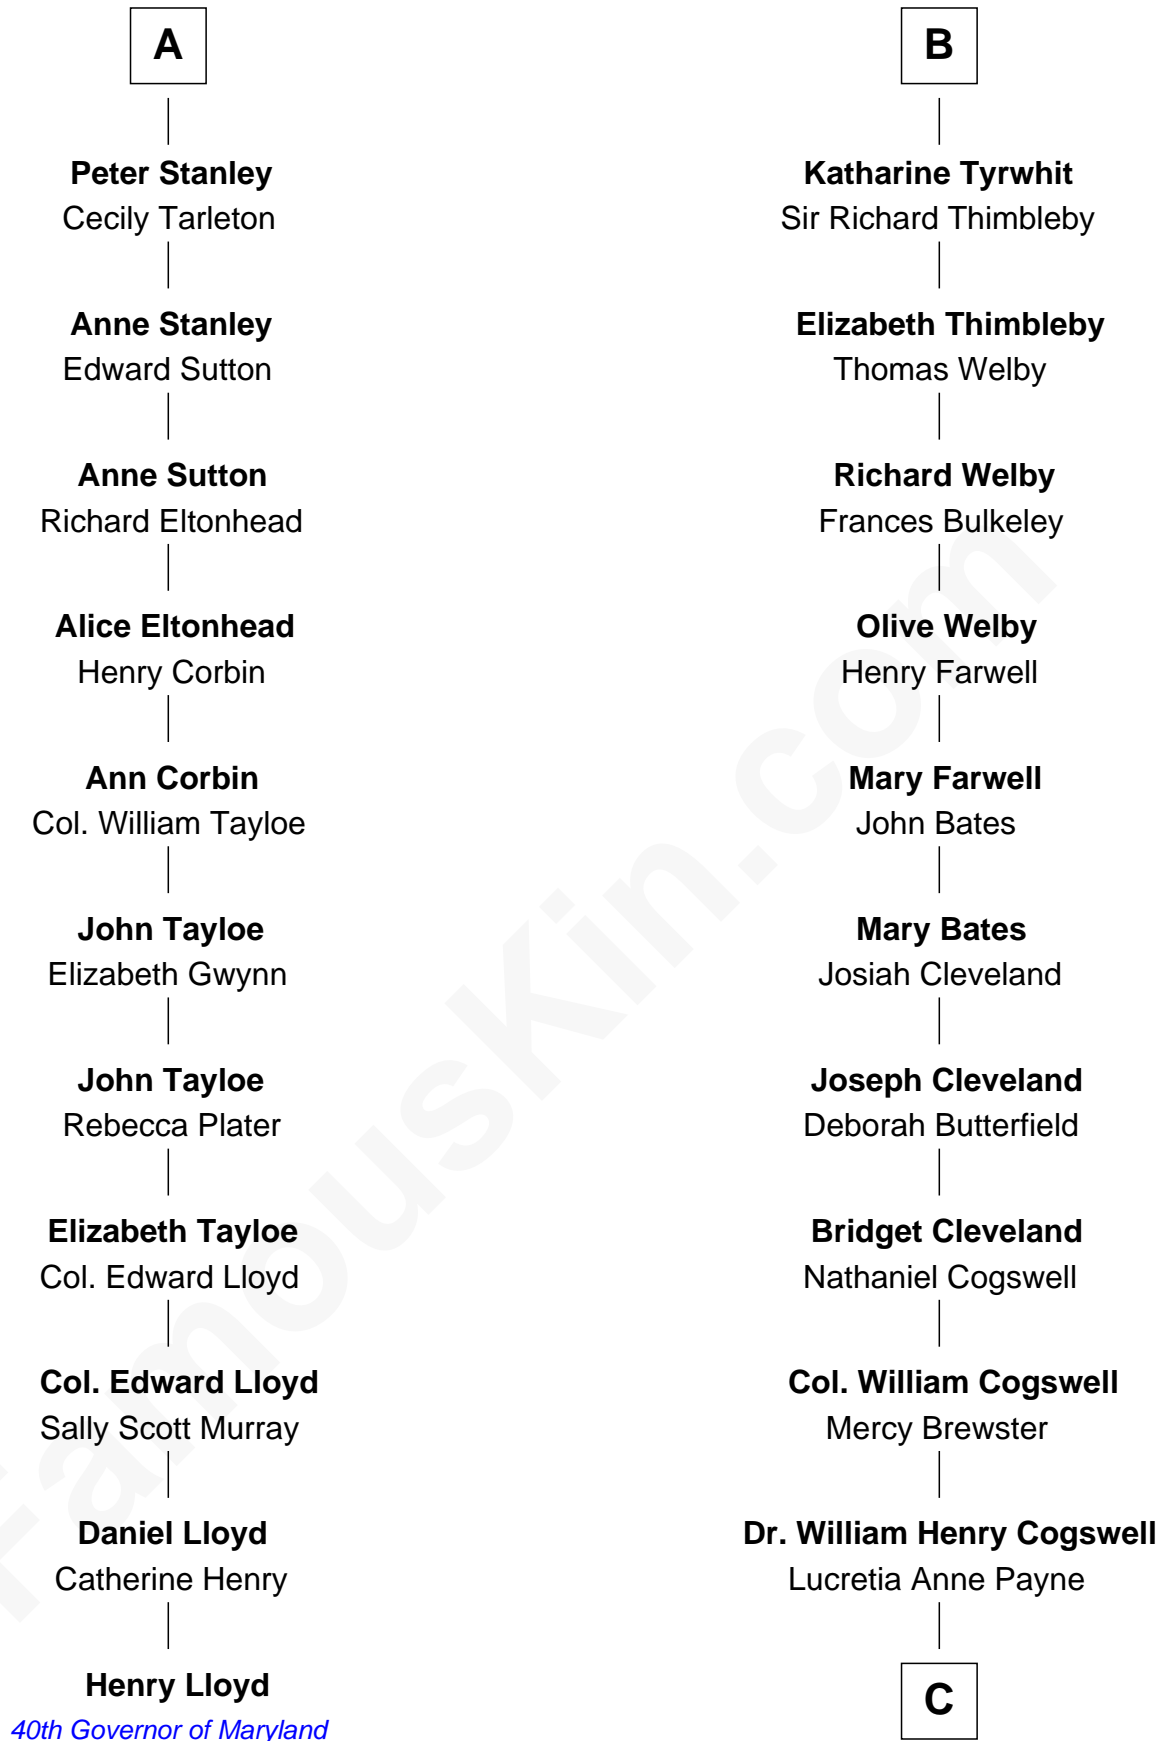 A
Peter Stanley
Cecily Tarleton
Anne Stanley
Edward Sutton
Anne Sutton
Richard Eltonhead
Alice Eltonhead
Henry Corbin
Ann Corbin
Col. William Tayloe
John Tayloe
Elizabeth Gwynn
John Tayloe
Rebecca Plater
Elizabeth Tayloe
Col. Edward Lloyd
Col. Edward Lloyd
Sally Scott Murray
Daniel Lloyd
Catherine Henry
Henry Lloyd
40th Governor of Maryland
B
Katharine Tyrwhit
Sir Richard Thimbleby
Elizabeth Thimbleby
Thomas Welby
Richard Welby
Frances Bulkeley
Olive Welby
Henry Farwell
Mary Farwell
John Bates
Mary Bates
Josiah Cleveland
Joseph Cleveland
Deborah Butterfield
Bridget Cleveland
Nathaniel Cogswell
Col. William Cogswell
Mercy Brewster
Dr. William Henry Cogswell
Lucretia Anne Payne
C
FamousKin.com